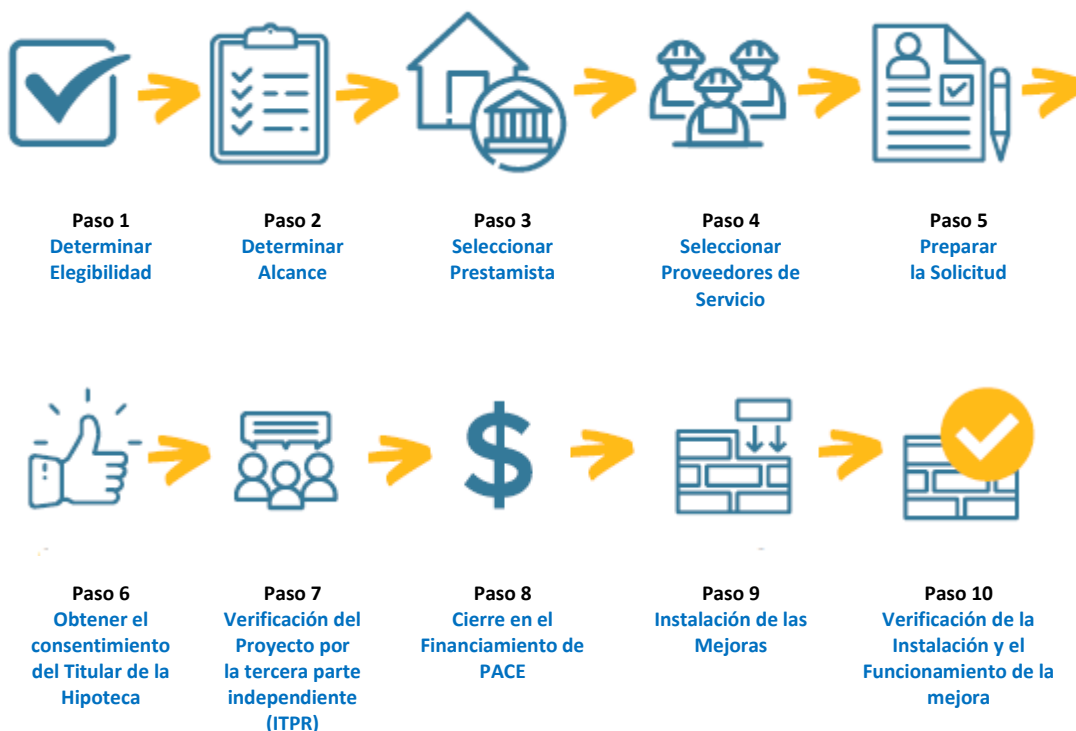 Paso 1
Determinar
Elegibilidad
Paso 2
Determinar
Alcance
Paso 3
Seleccionar
Prestamista
Paso 4
Seleccionar
Proveedores de
Servicio
Paso 5
Preparar
la Solicitud
Paso 6
Obtener el
consentimiento
del Titular de la
Hipoteca
Paso 7
Verificación del
Proyecto por
la tercera parte
independiente
(ITPR)
$
Paso 8
Cierre en el
Financiamiento de
PACE
Paso 9
Instalación de las
Mejoras
Paso 10
Verificación de la
Instalación y el
Funcionamiento de la
mejora